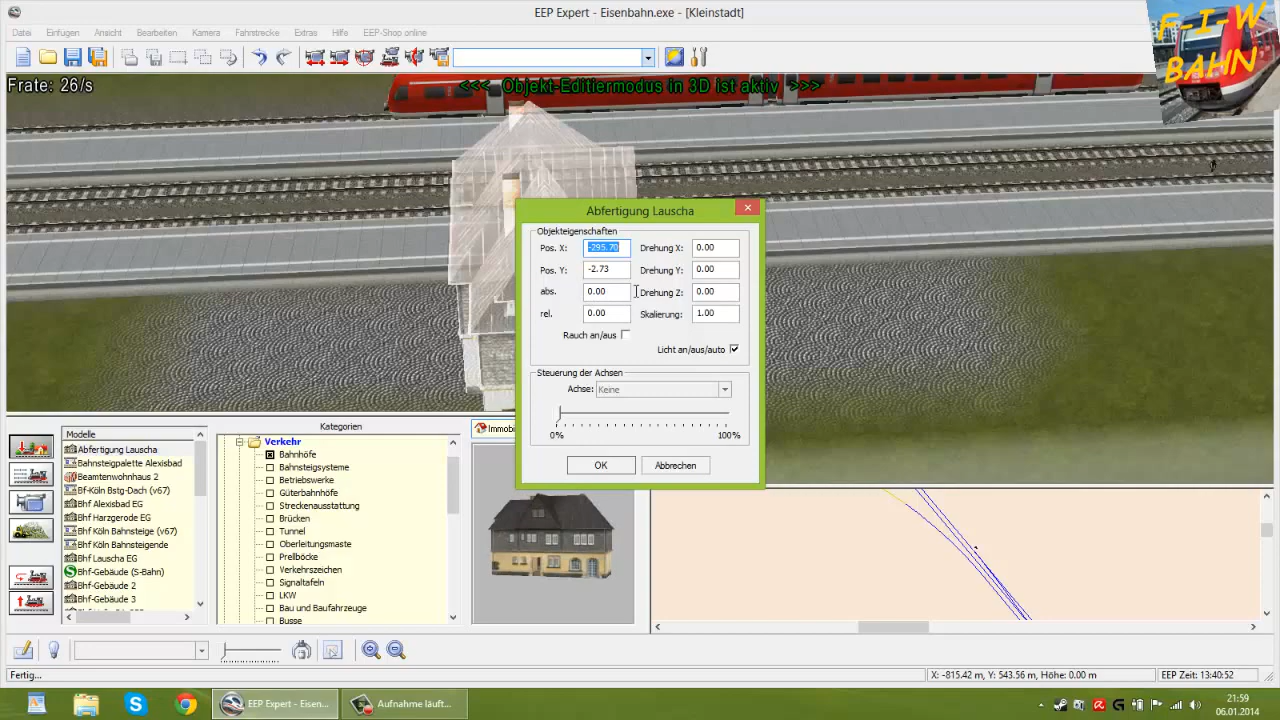 EEP Expert - Eisenbahn.exe - [Kleinstadt]
Datei Einfügen Ansicht Bearbeiten Kamera Fahrstrecke Extras Hilfe EEP-Shop online
F-I-W
BAHN
Frate: 26/s
<<< Objekt-Editiermodus in 3D ist aktiv >>>
Abfertigung Lauscha
Objekteigenschaften
Pos. X: -295.70 Drehung X: 0.00
Pos. Y: -2.73 Drehung Y: 0.00
abs. 0.00 Drehung Z: 0.00
rel. 0.00 Skalierung: 1.00
Rauch an/aus
Licht an/aus/auto
Steuerung der Achsen
Achse: Keine
0% 100%
OK Abbrechen
Modelle
Abfertigung Lauscha
Bahnsteigpalette Alexisbad
Beamtenwohnhaus 2
Bf-Köln Bstg-Dach (v67)
Bhf Alexisbad EG
Bhf Harzgerode EG
Bhf Köln Bahnsteige (v67)
Bhf Köln Bahnsteigende
Bhf Lauscha EG
Bhf-Gebäude (S-Bahn)
Bhf-Gebäude 2
Bhf-Gebäude 3
Kategorien
Verkehr
Bahnhöfe
Bahnsteigsysteme
Betriebswerke
Güterbahnhöfe
Streckenausstattung
Brücken
Tunnel
Oberleitungsmaste
Prellböcke
Verkehrszeichen
Signaltafeln
LKW
Bau und Baufahrzeuge
Busse
Immobi
Fertig...
X: -815.42 m, Y: 543.56 m, Höhe: 0.00 m
EEP Zeit: 13:40:52
EEP Expert - Eisen...
Aufnahme läuft...
21:59
06.01.2014